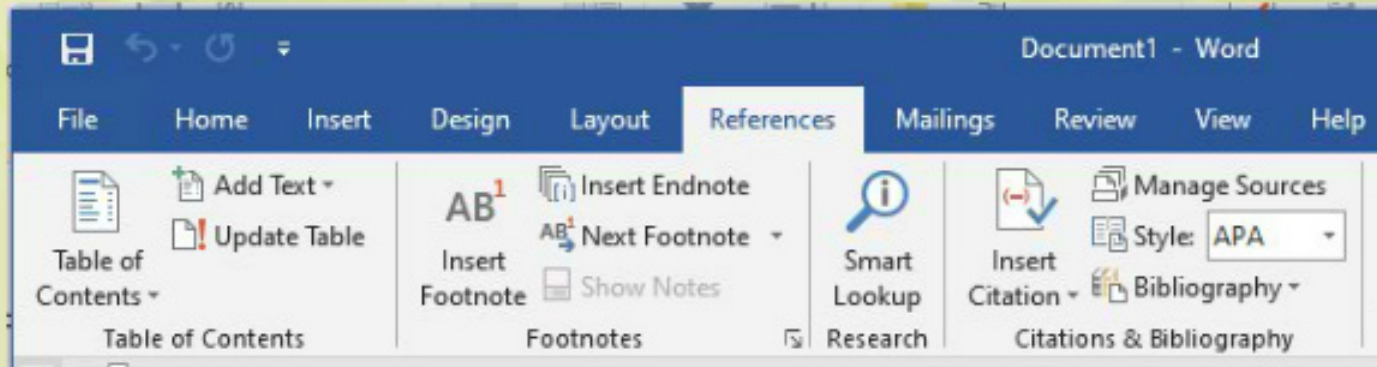 Document1 - Word
File Home Insert Design Layout References Mailings Review View Help
Table of Contents
Add Text
Update Table
Table of Contents
AB1
Insert Footnote
Insert Endnote
Next Footnote
Show Notes
Footnotes
Smart Lookup
Research
Insert Citation
Manage Sources
Style: APA
Bibliography
Citations & Bibliography